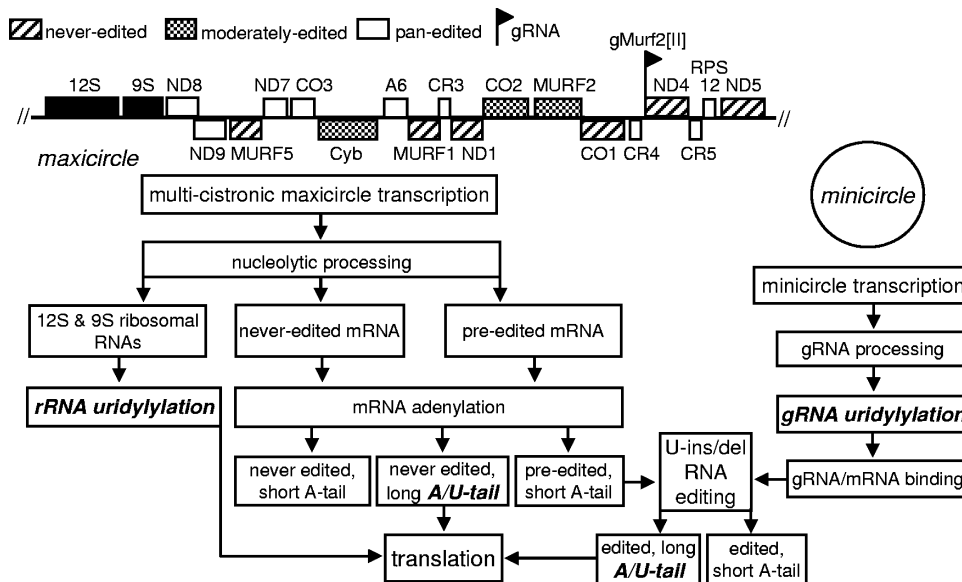 never-edited moderately-edited pan-edited gRNA
gMurf2[II]
12S 9S ND8 ND7 CO3 A6 CR3 CO2 MURF2 ND4 RPS 12 ND5
// //
ND9 MURF5 Cyb MURF1 ND1 CO1 CR4 CR5
maxicircle
minicircle
multi-cistronic maxicircle transcription
nucleolytic processing
12S & 9S ribosomal
RNAs
never-edited mRNA
pre-edited mRNA
rRNA uridylylation
mRNA adenylation
never edited,
short A-tail
never edited,
long A/U-tail
pre-edited,
short A-tail
minicircle transcription
gRNA processing
gRNA uridylylation
gRNA/mRNA binding
U-ins/del
RNA
editing
translation
edited, long
A/U-tail
edited,
short A-tail